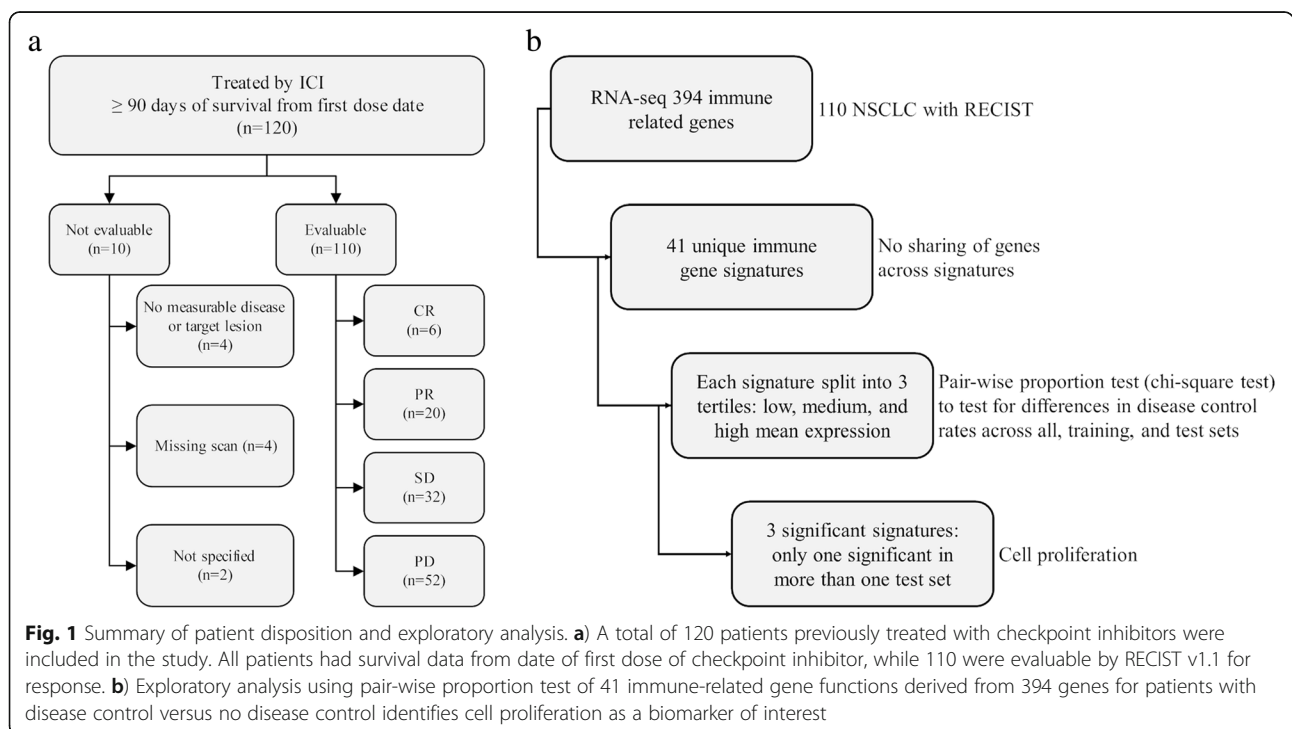 a
Treated by ICI
≥ 90 days of survival from first dose date
(n=120)
Not evaluable
(n=10)
Evaluable
(n=110)
No measurable disease
or target lesion
(n=4)
Missing scan (n=4)
Not specified
(n=2)
CR
(n=6)
PR
(n=20)
SD
(n=32)
PD
(n=52)
b
RNA-seq 394 immune
related genes
110 NSCLC with RECIST
41 unique immune
gene signatures
No sharing of genes
across signatures
Each signature split into 3
tertiles: low, medium, and
high mean expression
Pair-wise proportion test (chi-square test)
to test for differences in disease control
rates across all, training, and test sets
3 significant signatures:
only one significant in
more than one test set
Cell proliferation
Fig. 1 Summary of patient disposition and exploratory analysis. a) A total of 120 patients previously treated with checkpoint inhibitors were
included in the study. All patients had survival data from date of first dose of checkpoint inhibitor, while 110 were evaluable by RECIST v1.1 for
response. b) Exploratory analysis using pair-wise proportion test of 41 immune-related gene functions derived from 394 genes for patients with
disease control versus no disease control identifies cell proliferation as a biomarker of interest